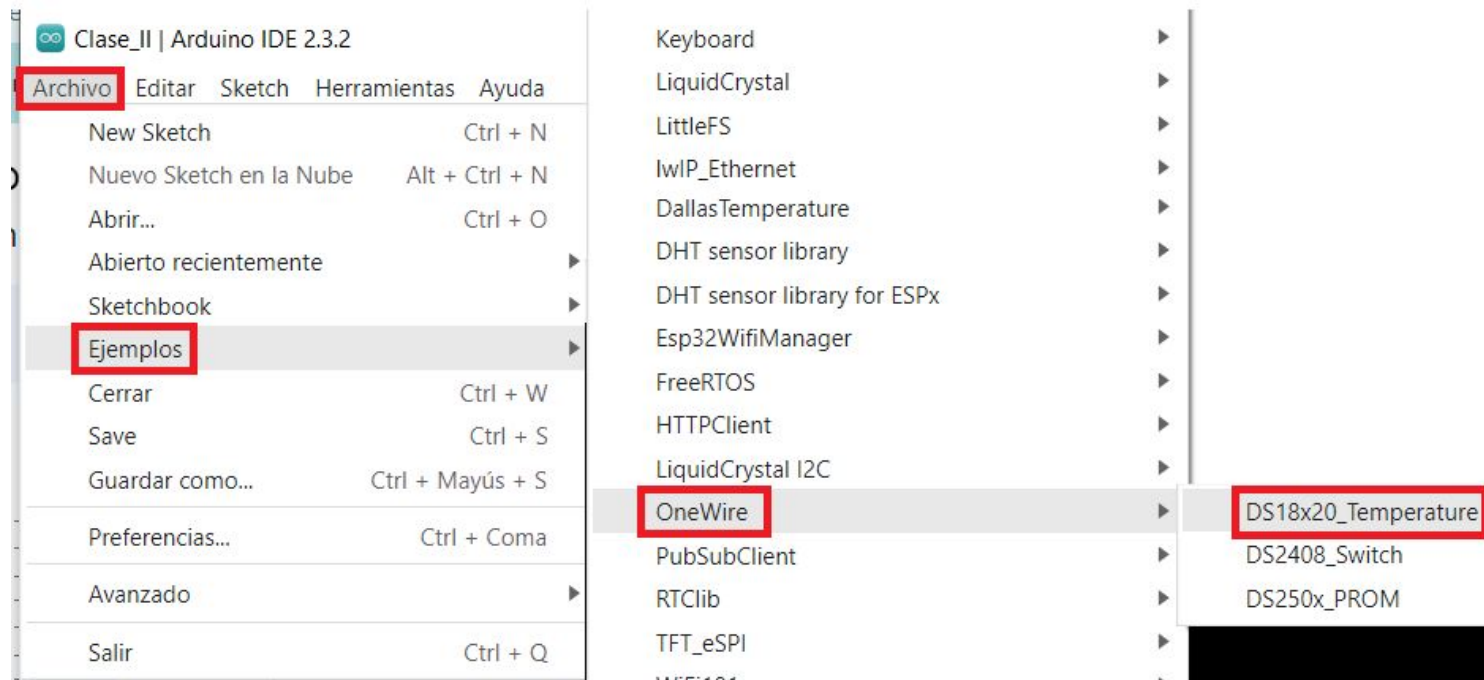 Clase_II | Arduino IDE 2.3.2
Archivo Editar Sketch Herramientas Ayuda
New Sketch Ctrl + N
Nuevo Sketch en la Nube Alt + Ctrl + N
Abrir... Ctrl + O
Abierto recientemente
Sketchbook
Ejemplos
Cerrar Ctrl + W
Save Ctrl + S
Guardar como... Ctrl + Mayús + S
Preferencias... Ctrl + Coma
Avanzado
Salir Ctrl + Q
Keyboard
LiquidCrystal
LittleFS
lwIP_Ethernet
DallasTemperature
DHT sensor library
DHT sensor library for ESPx
Esp32WifiManager
FreeRTOS
HTTPClient
LiquidCrystal I2C
OneWire
PubSubClient
RTClib
TFT_eSPI
DS18x20_Temperature
DS2408_Switch
DS250x_PROM